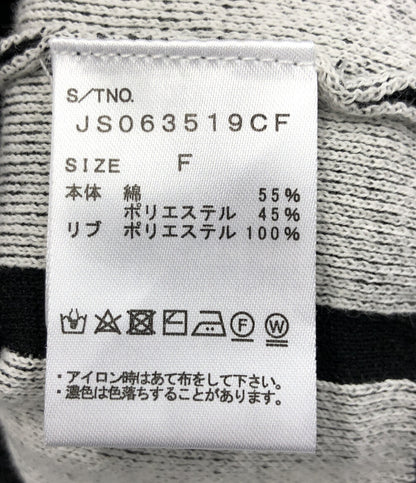 S/TNO.
JS063519CF
SIZE F
本体 綿 55%
ポリエステル 45%
リブ ポリエステル 100%
F W
・アイロン時はあて布をして下さい。
・濃色は色落ちすることがあります。